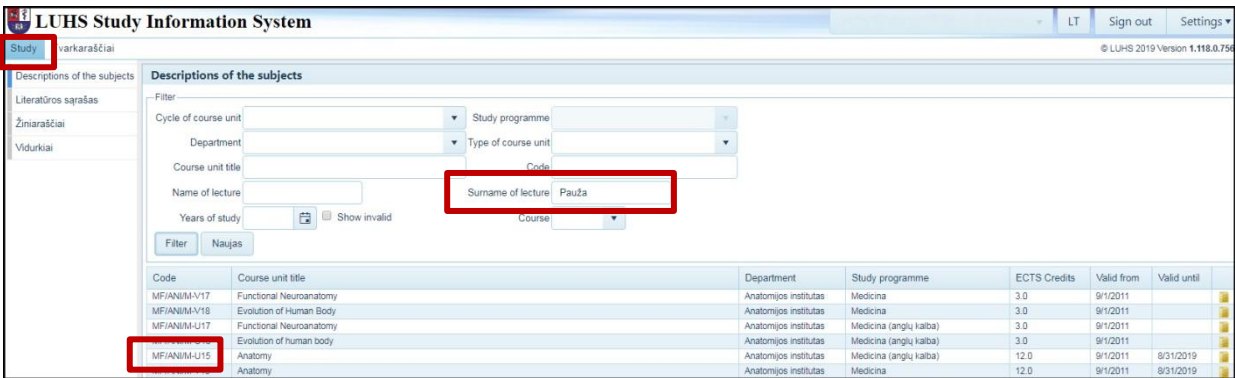 LUHS Study Information System LT Sign out Settings
Study varkaraščiai © LUHS 2019 Version 1.118.0.756
Descriptions of the subjects
Literatūros sąrašas
Žiniaraščiai
Vidurkiai
Descriptions of the subjects
Filter
Cycle of course unit Study programme
Department Type of course unit
Course unit title Code
Name of lecture Surname of lecture Pauža
Years of study Show invalid Course
Filter Naujas
Code Course unit title Department Study programme ECTS Credits Valid from Valid until
MF/ANI/M-V17 Functional Neuroanatomy Anatomijos institutas Medicina 3.0 9/1/2011
MF/ANI/M-V18 Evolution of Human Body Anatomijos institutas Medicina 3.0 9/1/2011
MF/ANI/M-U17 Functional Neuroanatomy Anatomijos institutas Medicina (anglų kalba) 3.0 9/1/2011
Evolution of human body Anatomijos institutas Medicina (anglų kalba) 3.0 9/1/2011
MF/ANI/M-U15 Anatomy Anatomijos institutas Medicina (anglų kalba) 12.0 9/1/2011 8/31/2019
Anatomy Anatomijos institutas Medicina 12.0 9/1/2011 8/31/2019